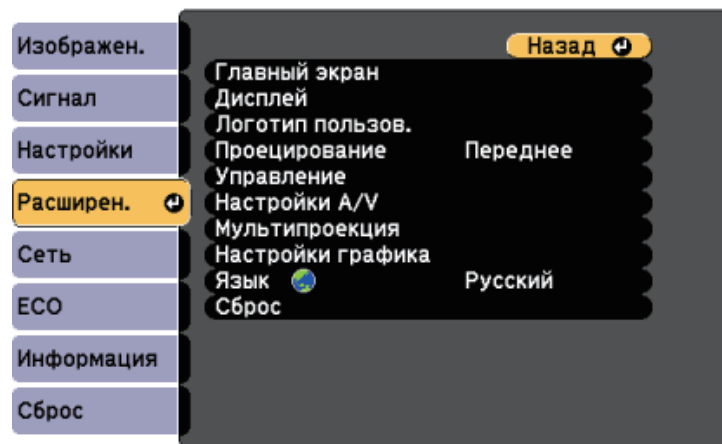 Изображен.
Сигнал
Настройки
Расширен.
Сеть
ECO
Информация
Сброс
Назад
Главный экран
Дисплей
Логотип пользов.
Проецирование Переднее
Управление
Настройки A/V
Мультипроекция
Настройки графика
Язык Русский
Сброс